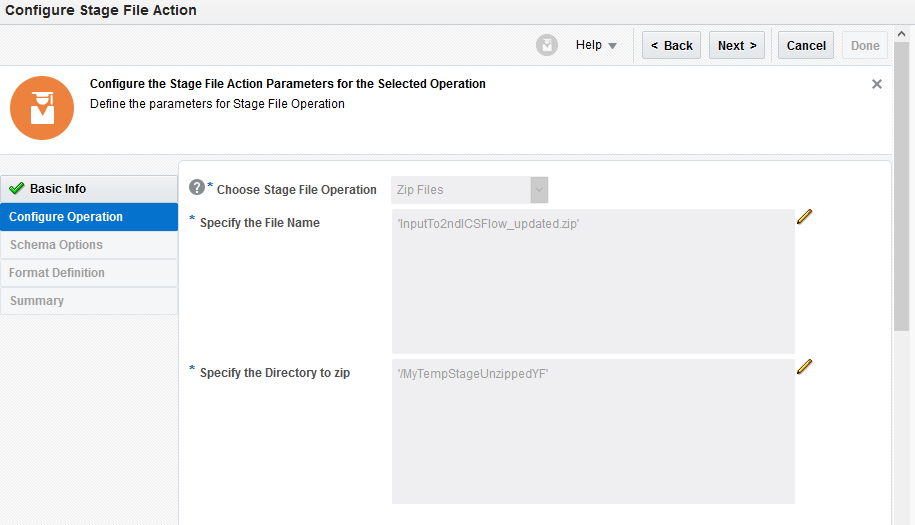 Configure Stage File Action
Help
< Back
Next >
Cancel
Done
Configure the Stage File Action Parameters for the Selected Operation
Define the parameters for Stage File Operation
Basic Info
Configure Operation
Schema Options
Format Definition
Summary
? * Choose Stage File Operation Zip Files
* Specify the File Name 'InputTo2ndICSFlow_updated.zip'
* Specify the Directory to zip '/MyTempStageUnzippedYF'